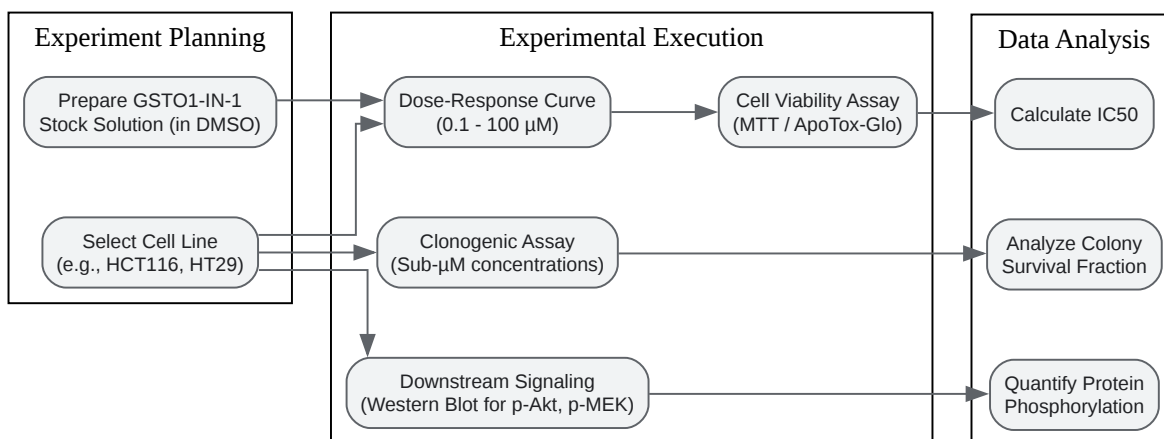 Experiment Planning
Prepare GSTO1-IN-1
Stock Solution (in DMSO)
Select Cell Line
(e.g., HCT116, HT29)
Experimental Execution
Dose-Response Curve
(0.1 - 100 µM)
Cell Viability Assay
(MTT / ApoTox-Glo)
Clonogenic Assay
(Sub-µM concentrations)
Downstream Signaling
(Western Blot for p-Akt, p-MEK)
Data Analysis
Calculate IC50
Analyze Colony
Survival Fraction
Quantify Protein
Phosphorylation